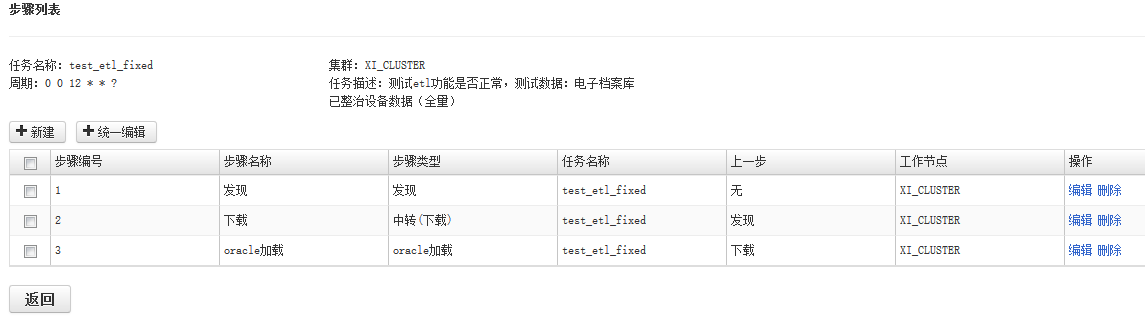 步骤列表
任务名称：test_etl_fixed 集群：XI_CLUSTER
周期：0 0 12 * * ? 任务描述：测试etl功能是否正常，测试数据：电子档案库
已整治设备数据（全量）
新建 统一编辑
步骤编号 步骤名称 步骤类型 任务名称 上一步 工作节点 操作
1 发现 发现 test_etl_fixed 无 XI_CLUSTER 编辑 删除
2 下载 中转(下载) test_etl_fixed 发现 XI_CLUSTER 编辑 删除
3 oracle加载 oracle加载 test_etl_fixed 下载 XI_CLUSTER 编辑 删除
返回